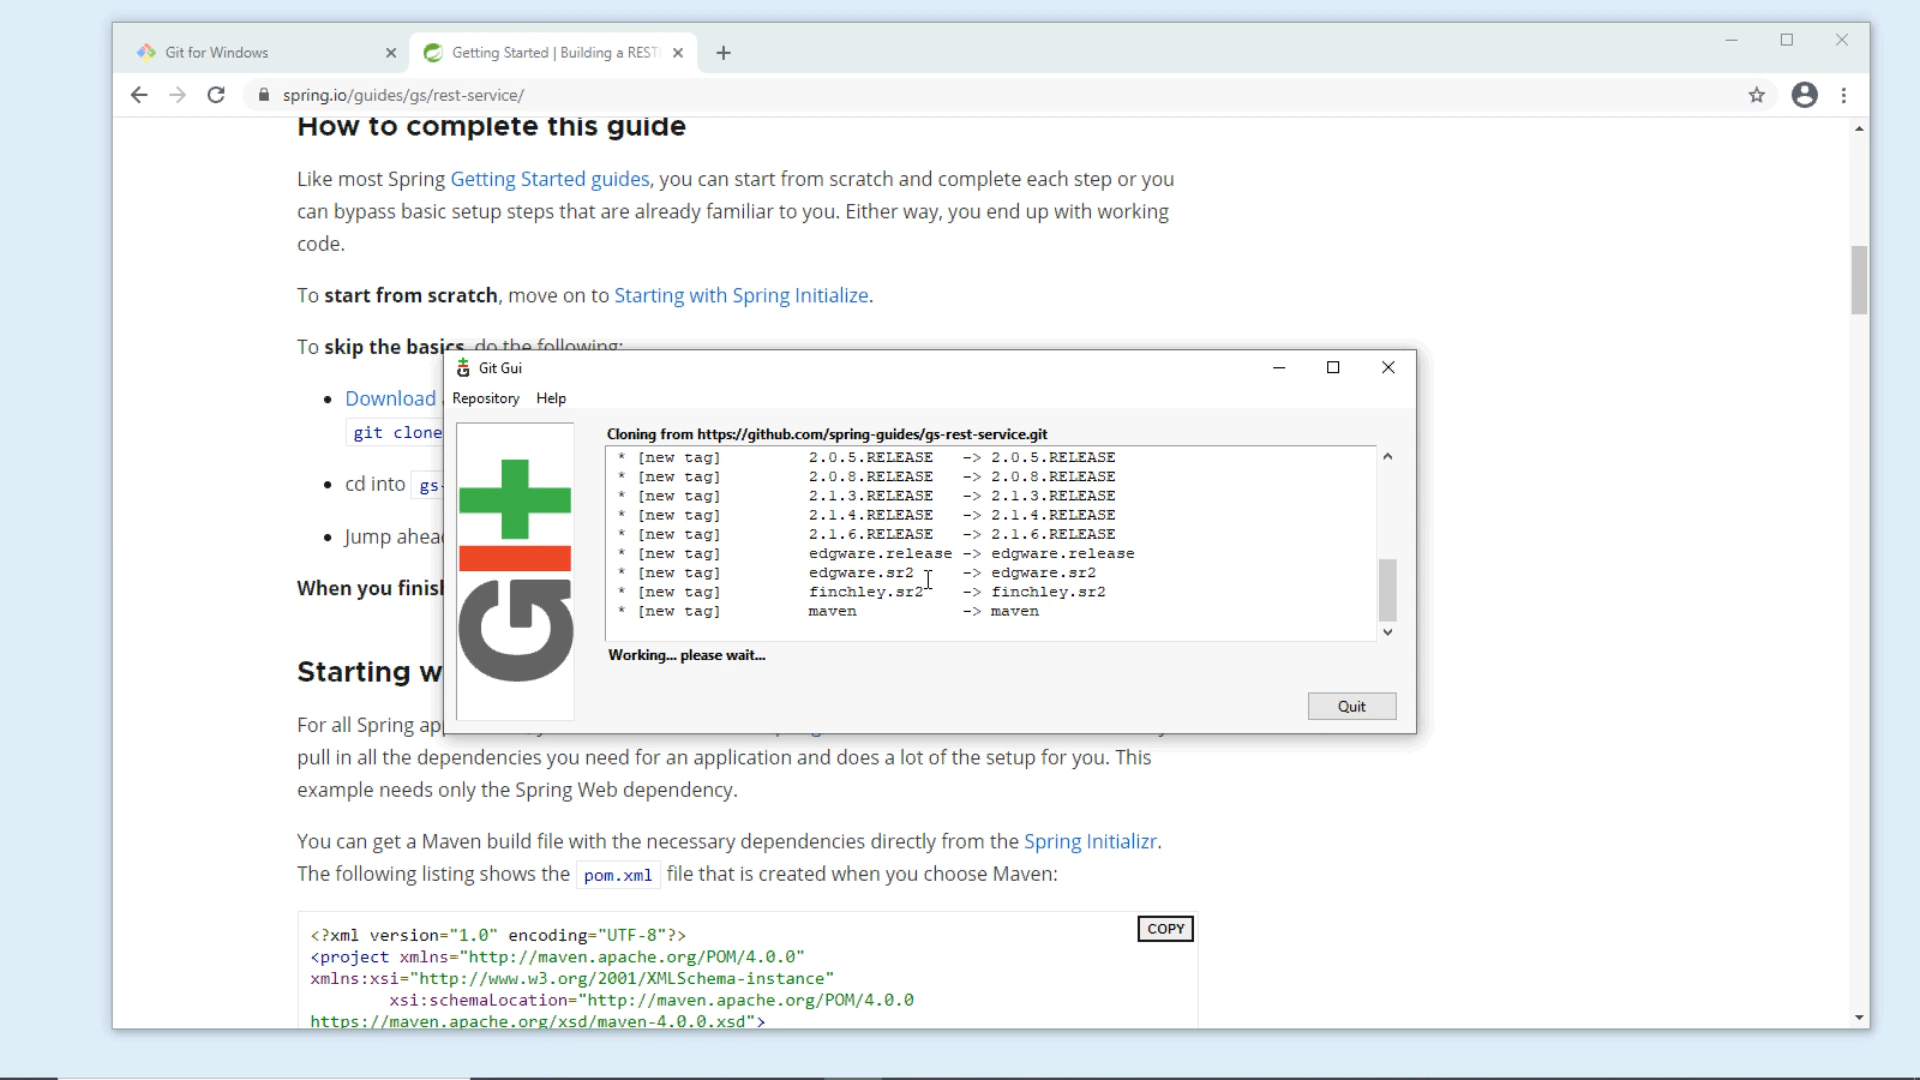 Git for Windows
Getting Started | Building a REST
spring.io/guides/gs/rest-service/
How to complete this guide
Like most Spring Getting Started guides, you can start from scratch and complete each step or you
can bypass basic setup steps that are already familiar to you. Either way, you end up with working
code.
To start from scratch, move on to Starting with Spring Initialize.
To skip the basics, do the following:
Download
git clone
cd into gs-
Jump ahead
When you finis
Starting w
For all Spring ap
pull in all the dependencies you need for an application and does a lot of the setup for you. This
example needs only the Spring Web dependency.
You can get a Maven build file with the necessary dependencies directly from the Spring Initializr.
The following listing shows the pom.xml file that is created when you choose Maven:
COPY
<?xml version="1.0" encoding="UTF-8"?>
<project xmlns="http://maven.apache.org/POM/4.0.0"
xmlns:xsi="http://www.w3.org/2001/XMLSchema-instance"
xsi:schemaLocation="http://maven.apache.org/POM/4.0.0
https://maven.apache.org/xsd/maven-4.0.0.xsd">
Git Gui
Repository Help
Git
Cloning from https://github.com/spring-guides/gs-rest-service.git
* [new tag] 2.0.5.RELEASE -> 2.0.5.RELEASE
* [new tag] 2.0.8.RELEASE -> 2.0.8.RELEASE
* [new tag] 2.1.3.RELEASE -> 2.1.3.RELEASE
* [new tag] 2.1.4.RELEASE -> 2.1.4.RELEASE
* [new tag] 2.1.6.RELEASE -> 2.1.6.RELEASE
* [new tag] edgware.release -> edgware.release
* [new tag] edgware.sr2 -> edgware.sr2
* [new tag] finchley.sr2 -> finchley.sr2
* [new tag] maven -> maven
Working... please wait...
Quit